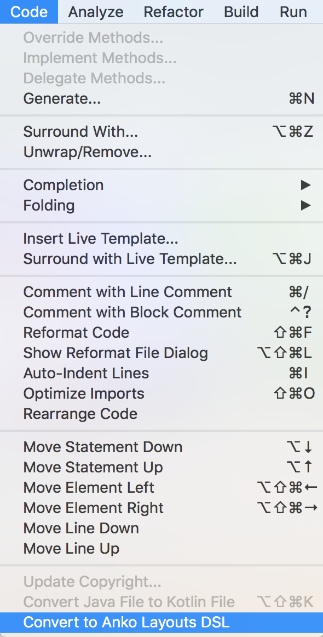 Code Analyze Refactor Build Run
Override Methods...
Implement Methods...
Delegate Methods...
Generate... ⌘N
Surround With... ⌥⌘Z
Unwrap/Remove...
Completion ▶
Folding ▶
Insert Live Template...
Surround with Live Template... ⌥⌘J
Comment with Line Comment ⌘/
Comment with Block Comment ^?
Reformat Code ⇧⌘F
Show Reformat File Dialog ⌥⇧⌘L
Auto-Indent Lines ⌘I
Optimize Imports ⇧⌘O
Rearrange Code
Move Statement Down ⌥↓
Move Statement Up ⌥↑
Move Element Left ⌥⇧⌘←
Move Element Right ⌥⇧⌘→
Move Line Down
Move Line Up
Update Copyright...
Convert Java File to Kotlin File ⌥⇧⌘K
Convert to Anko Layouts DSL